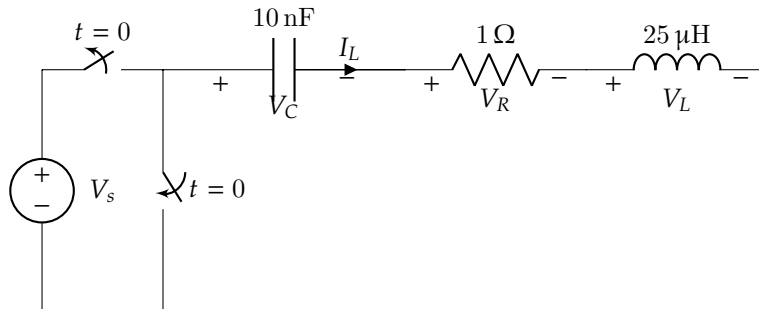 10 nF
t = 0
I_L
1 Ω
25 µH
+ − + − + −
V_C
V_R
V_L
+
−
V_s
t = 0